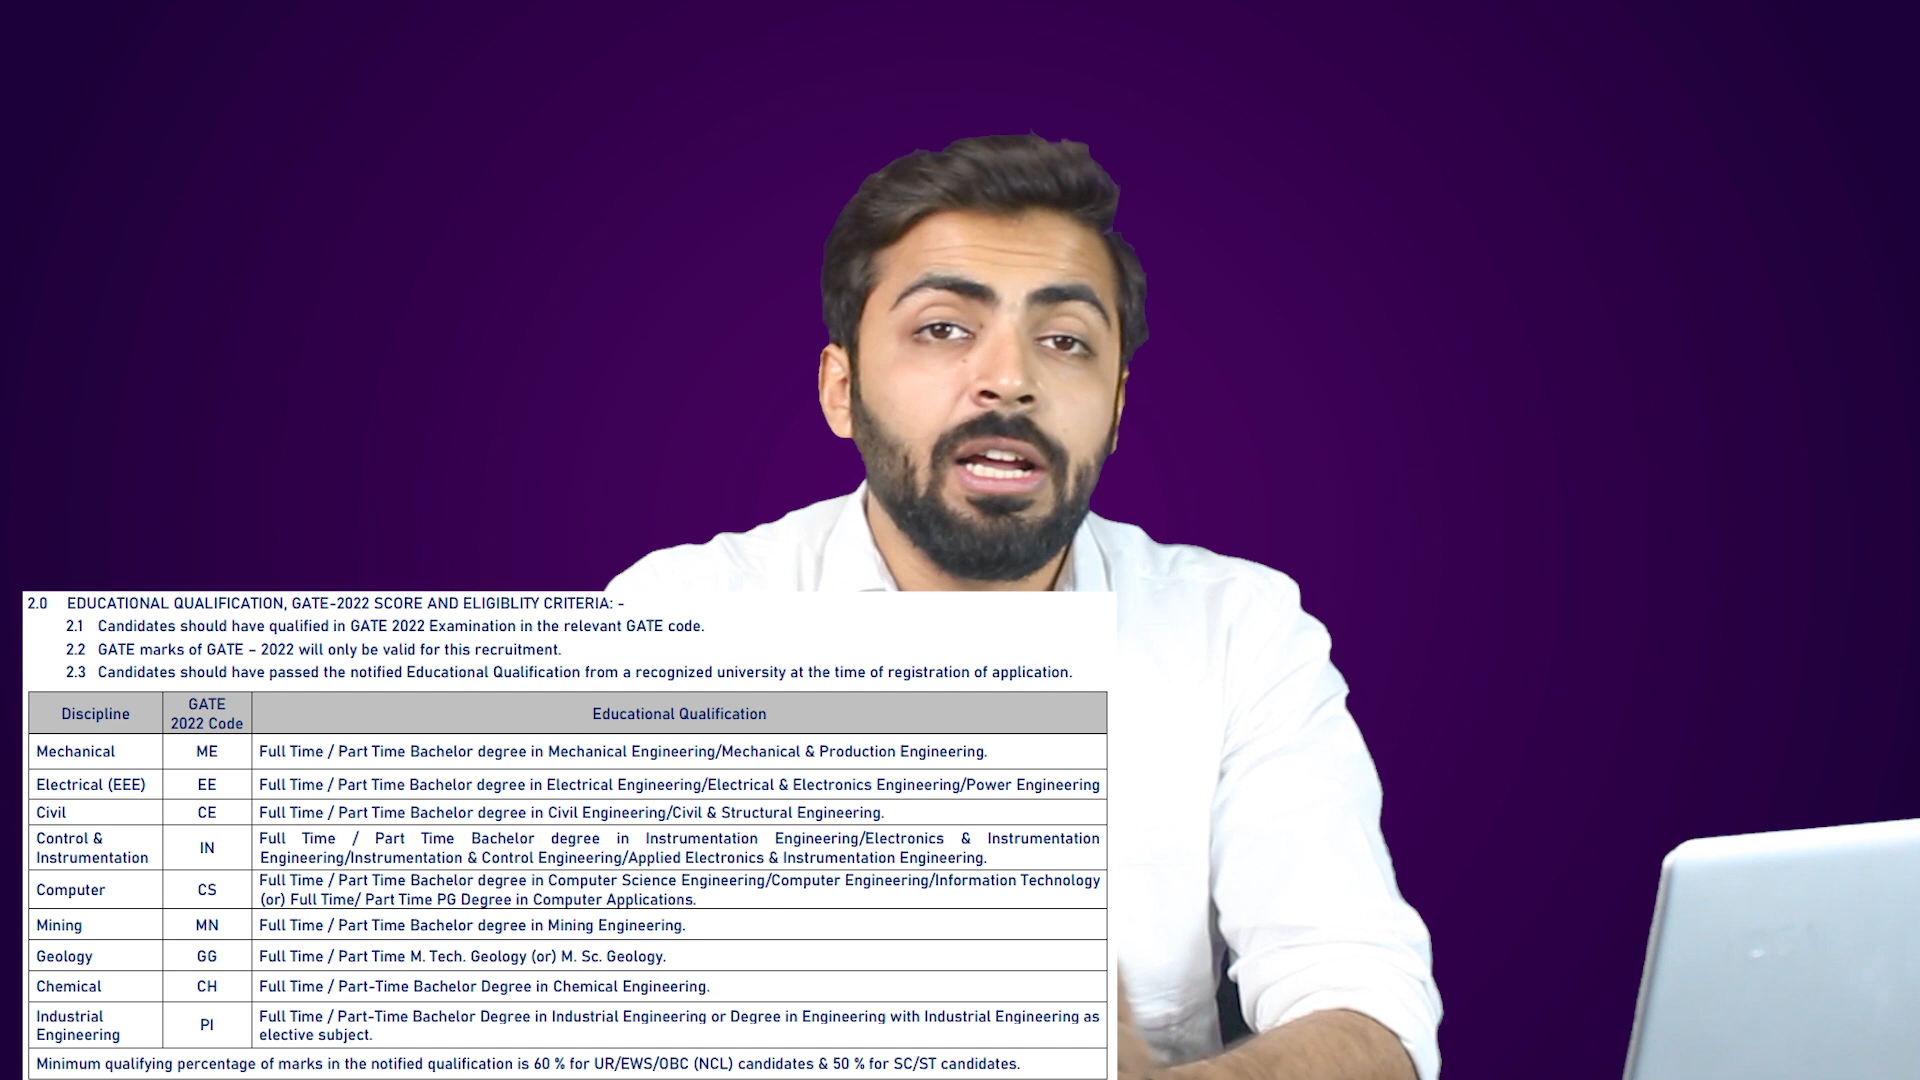 2.0 EDUCATIONAL QUALIFICATION, GATE-2022 SCORE AND ELIGIBLITY CRITERIA: -
2.1 Candidates should have qualified in GATE 2022 Examination in the relevant GATE code.
2.2 GATE marks of GATE – 2022 will only be valid for this recruitment.
2.3 Candidates should have passed the notified Educational Qualification from a recognized university at the time of registration of application.
Discipline GATE 2022 Code Educational Qualification
Mechanical ME Full Time / Part Time Bachelor degree in Mechanical Engineering/Mechanical & Production Engineering.
Electrical (EEE) EE Full Time / Part Time Bachelor degree in Electrical Engineering/Electrical & Electronics Engineering/Power Engineering
Civil CE Full Time / Part Time Bachelor degree in Civil Engineering/Civil & Structural Engineering.
Control & Instrumentation IN Full Time / Part Time Bachelor degree in Instrumentation Engineering/Electronics & Instrumentation
Engineering/Instrumentation & Control Engineering/Applied Electronics & Instrumentation Engineering.
Computer CS Full Time / Part Time Bachelor degree in Computer Science Engineering/Computer Engineering/Information Technology
(or) Full Time/ Part Time PG Degree in Computer Applications.
Mining MN Full Time / Part Time Bachelor degree in Mining Engineering.
Geology GG Full Time / Part Time M. Tech. Geology (or) M. Sc. Geology.
Chemical CH Full Time / Part-Time Bachelor Degree in Chemical Engineering.
Industrial Engineering PI Full Time / Part-Time Bachelor Degree in Industrial Engineering or Degree in Engineering with Industrial Engineering as
elective subject.
Minimum qualifying percentage of marks in the notified qualification is 60 % for UR/EWS/OBC (NCL) candidates & 50 % for SC/ST candidates.